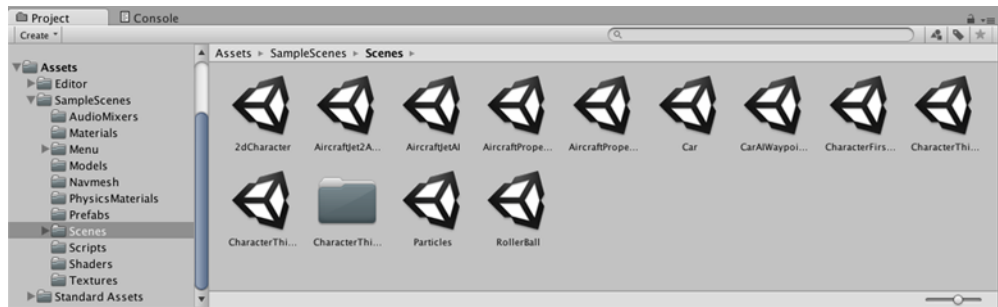 Project Console
Create
Assets SampleScenes Scenes
Assets
Editor
SampleScenes
AudioMixers
Materials
Menu
Models
Navmesh
PhysicsMaterials
Prefabs
Scenes
Scripts
Shaders
Textures
Standard Assets
2dCharacter AircraftJet2A... AircraftJetAI AircraftPrope... AircraftPrope... Car CarAIWaypoi... CharacterFirs... CharacterThi...
CharacterThi... CharacterThi... Particles RollerBall